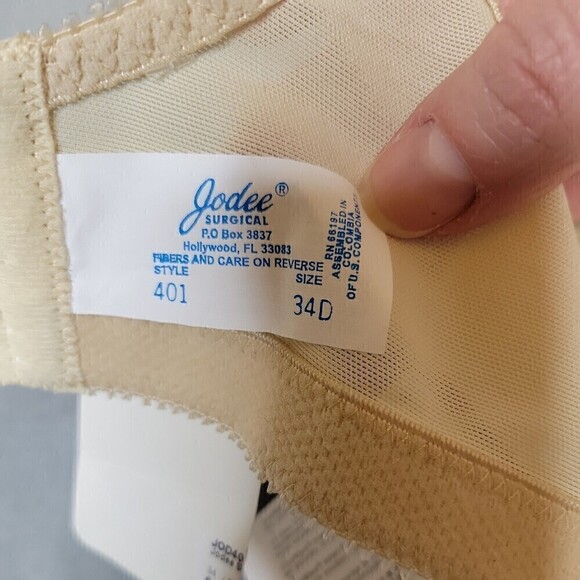 Jodee®
SURGICAL
P.O Box 3837
Hollywood, FL 33083
FIBERS AND CARE ON REVERSE
STYLE SIZE
401 34D
RN 66197
ASSEMBLED IN
COLOMBIA
OF U.S. COMPONENTS